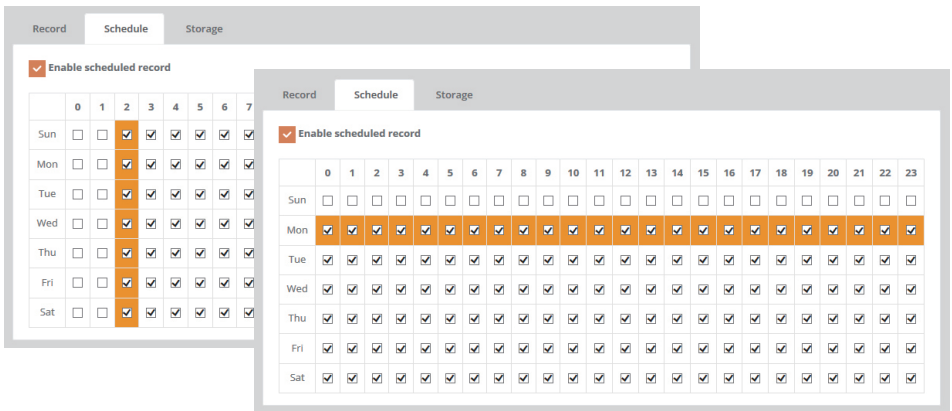 Record Schedule Storage
Enable scheduled record
0 1 2 3 4 5 6 7
Sun
Mon
Tue
Wed
Thu
Fri
Sat
Record Schedule Storage
Enable scheduled record
0 1 2 3 4 5 6 7 8 9 10 11 12 13 14 15 16 17 18 19 20 21 22 23
Sun
Mon
Tue
Wed
Thu
Fri
Sat